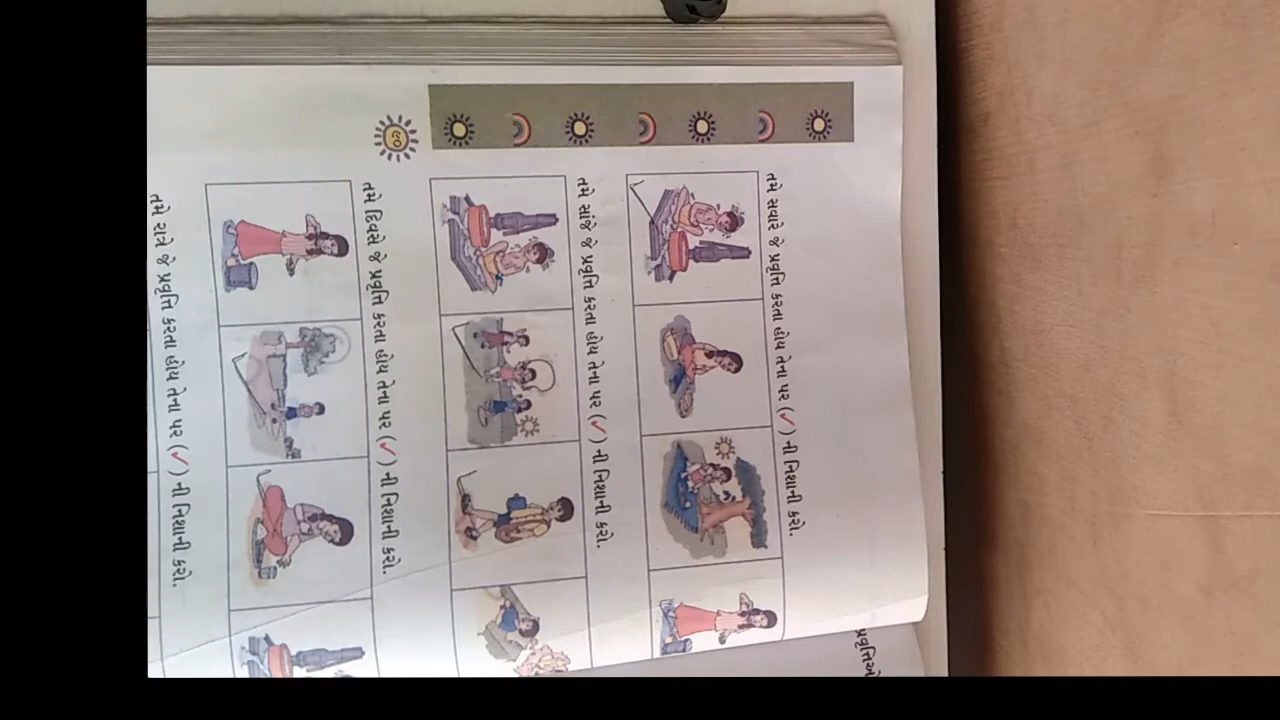 પ્રવૃત્તિઓ
તમે સવારે જે પ્રવૃત્તિ કરતા હોય તેના પર (✓) ની નિશાની કરો.
તમે સાંજે જે પ્રવૃત્તિ કરતા હોય તેના પર (✓) ની નિશાની કરો.
તમે દિવસે જે પ્રવૃત્તિ કરતા હોય તેના પર (✓) ની નિશાની કરો.
તમે રાત્રે જે પ્રવૃત્તિ કરતા હોય તેના પર (✓) ની નિશાની કરો.